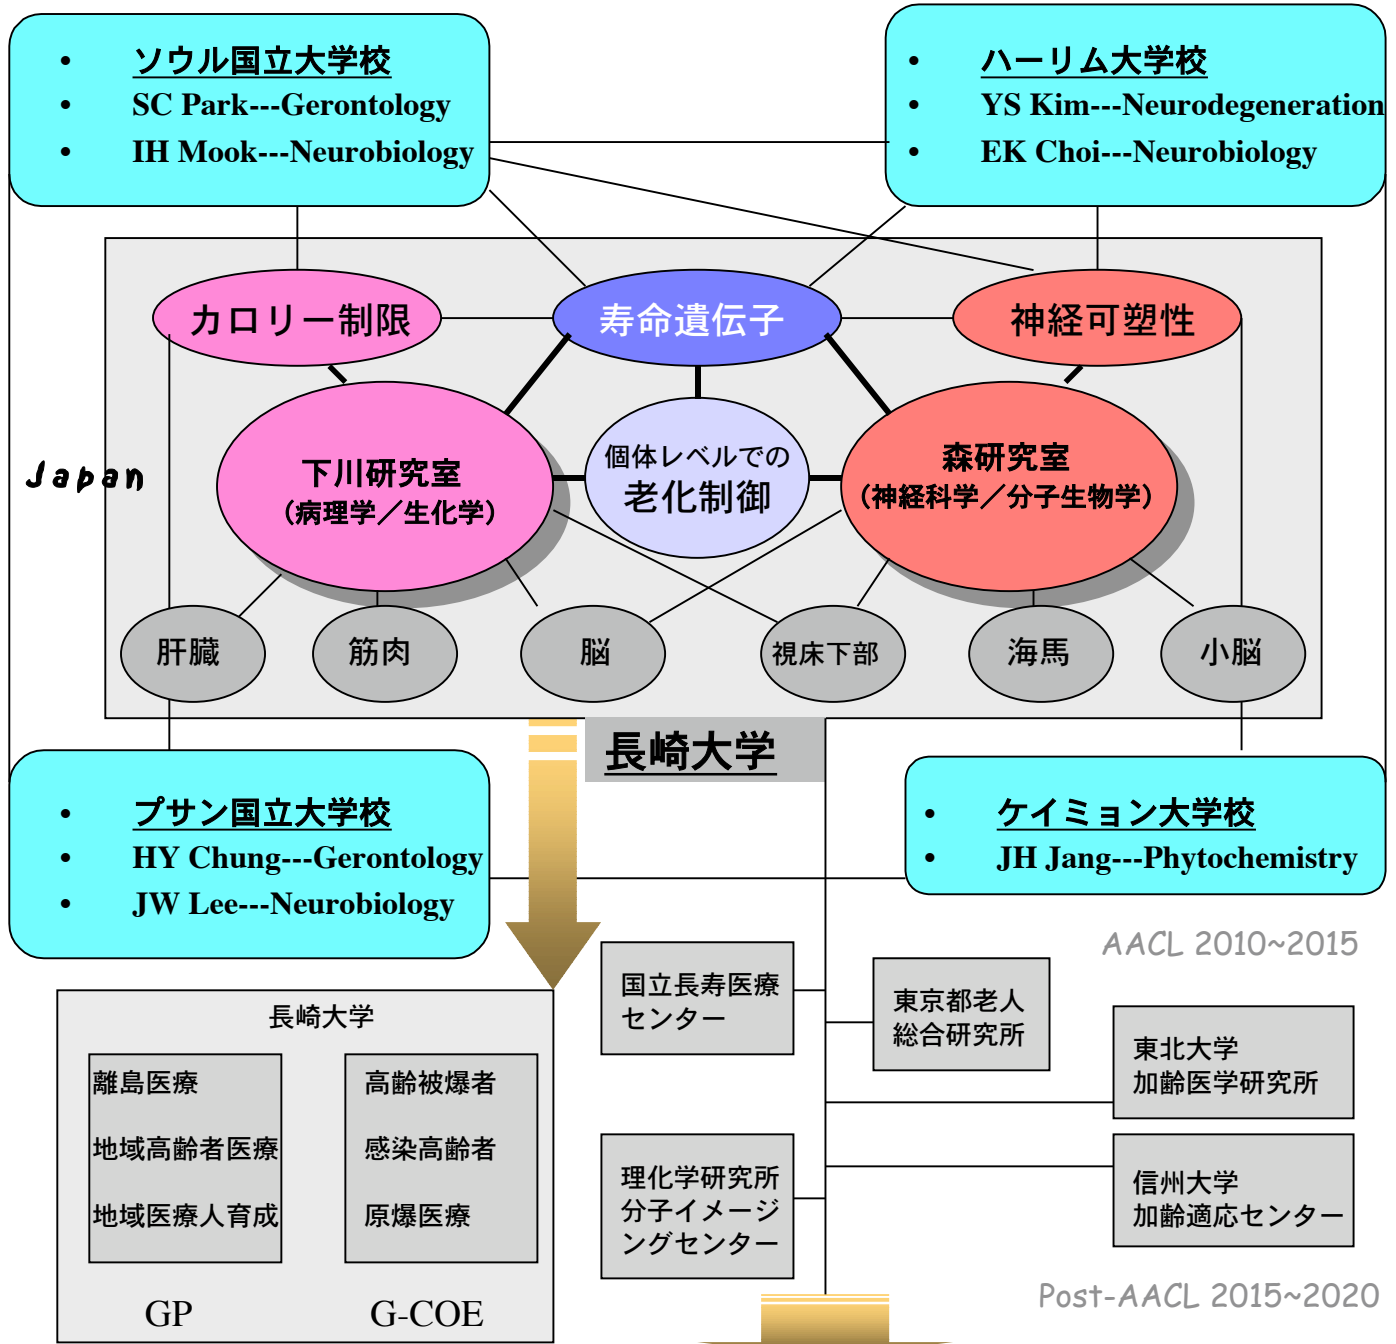 • ソウル国立大学校
• SC Park---Gerontology
• IH Mook---Neurobiology
• ハーリム大学校
• YS Kim---Neurodegeneration
• EK Choi---Neurobiology
カロリー制限
寿命遺伝子
神経可塑性
Japan
下川研究室
（病理学／生化学）
個体レベルでの
老化制御
森研究室
（神経科学／分子生物学）
肝臓
筋肉
脳
視床下部
海馬
小脳
長崎大学
• プサン国立大学校
• HY Chung---Gerontology
• JW Lee---Neurobiology
• ケイミョン大学校
• JH Jang---Phytochemistry
AACL 2010~2015
国立長寿医療
センター
東京都老人
総合研究所
東北大学
加齢医学研究所
理化学研究所
分子イメージ
ングセンター
信州大学
加齢適応センター
長崎大学
離島医療
地域高齢者医療
地域医療人育成
高齢被爆者
感染高齢者
原爆医療
GP
G-COE
Post-AACL 2015~2020